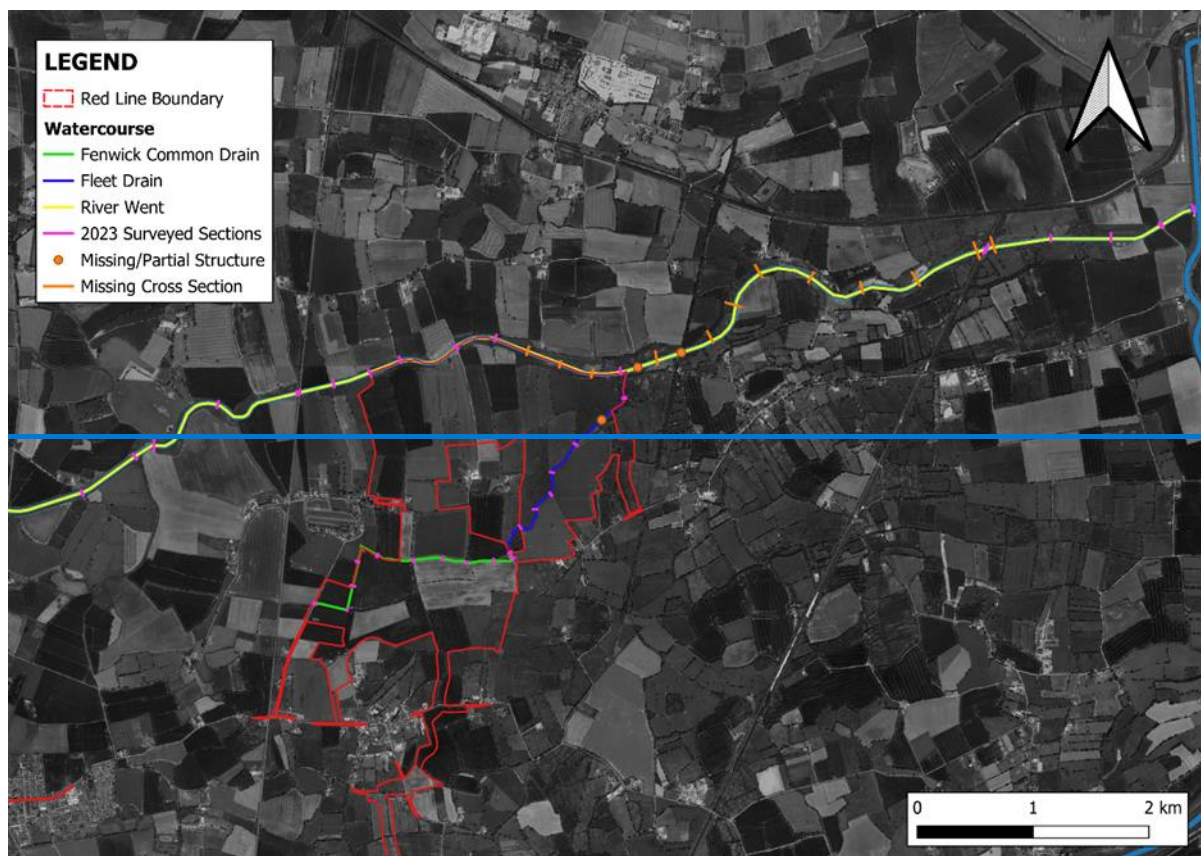 LEGEND
Red Line Boundary
Watercourse
Fenwick Common Drain
Fleet Drain
River Went
2023 Surveyed Sections
Missing/Partial Structure
Missing Cross Section
0 1 2 km